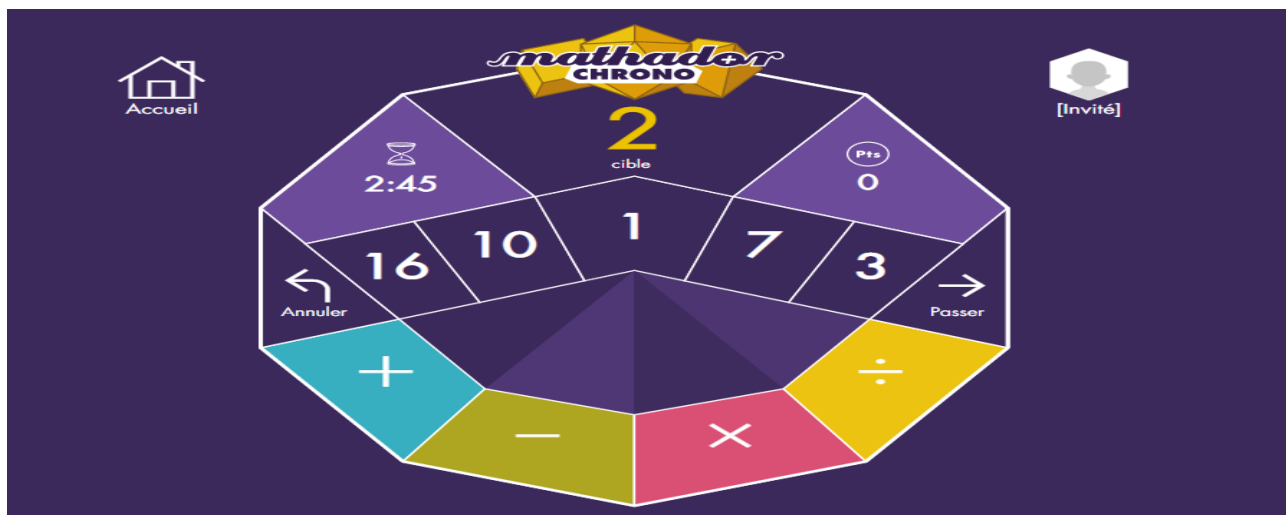 mathador
CHRONO
Accueil
[Invité]
2
cible
2:45
Pts
0
16 10 1 7 3
Annuler
Passer
+ − × ÷